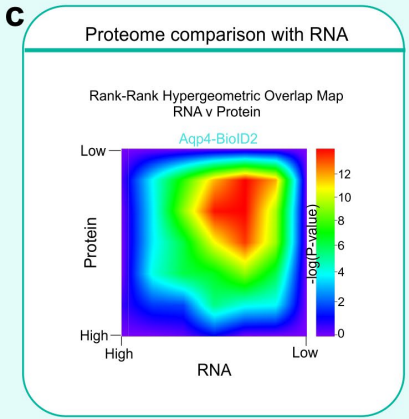 C
Proteome comparison with RNA
Rank-Rank Hypergeometric Overlap Map
RNA v Protein
Aqp4-BioID2
Low
Protein
High
High
Low
RNA
12
10
8
6
4
2
0
-log(P-value)